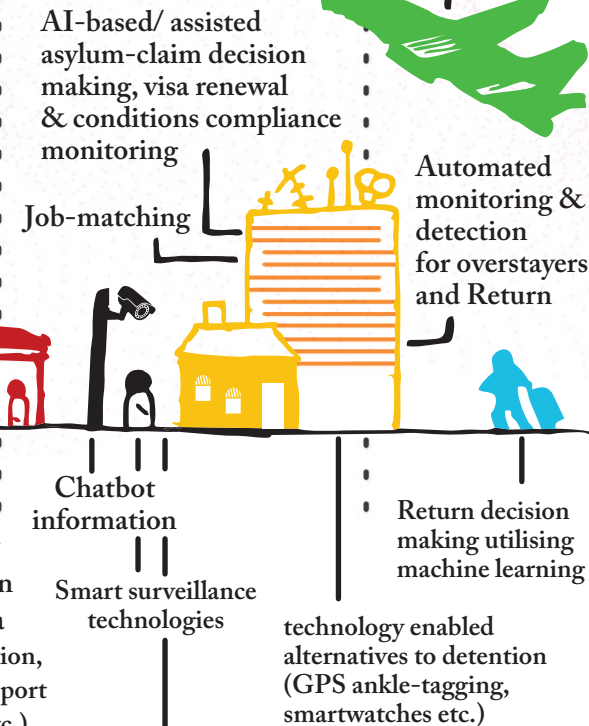 AI-based/ assisted
asylum-claim decision
making, visa renewal
& conditions compliance
monitoring
Job-matching
Automated
monitoring &
detection
for overstayers
and Return
Chatbot
information
Smart surveillance
technologies
Return decision
making utilising
machine learning
technology enabled
alternatives to detention
(GPS ankle-tagging,
smartwatches etc.)